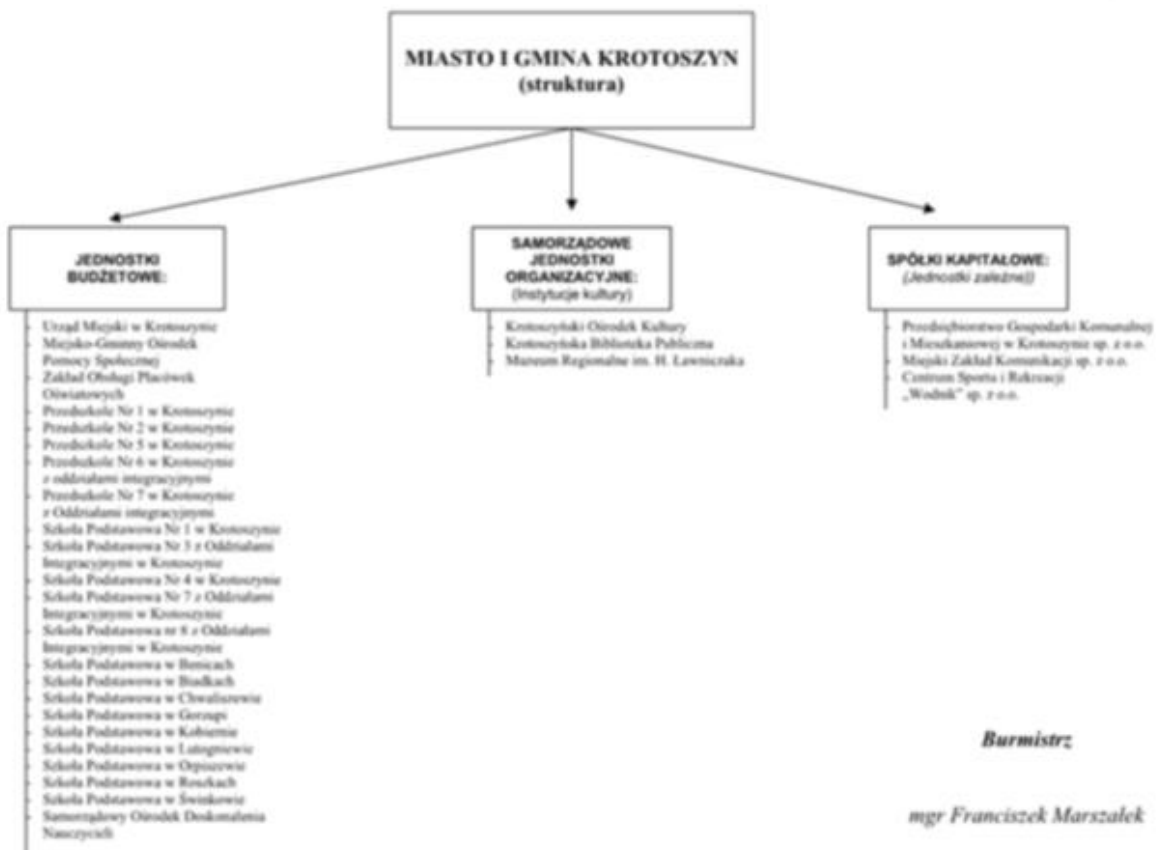 MIASTO I GMINA KROTOSZYN
(struktura)
JEDNOSTKI
BUDŻETOWE:
- Urząd Miejski w Krotoszynie
- Miejsko-Gminny Ośrodek
Pomocy Społecznej
- Zakład Obsługi Placówek
Oświatowych
- Przedszkole Nr 1 w Krotoszynie
- Przedszkole Nr 2 w Krotoszynie
- Przedszkole Nr 5 w Krotoszynie
- Przedszkole Nr 6 w Krotoszynie
z oddziałami integracyjnymi
- Przedszkole Nr 7 w Krotoszynie
z Oddziałami integracyjnymi
- Szkoła Podstawowa Nr 1 w Krotoszynie
- Szkoła Podstawowa Nr 3 z Oddziałami
Integracyjnymi w Krotoszynie
- Szkoła Podstawowa Nr 4 w Krotoszynie
- Szkoła Podstawowa Nr 7 z Oddziałami
Integracyjnymi w Krotoszynie
- Szkoła Podstawowa nr 8 z Oddziałami
Integracyjnymi w Krotoszynie
- Szkoła Podstawowa w Benicach
- Szkoła Podstawowa w Biadkach
- Szkoła Podstawowa w Chwaliszewie
- Szkoła Podstawowa w Gorzupi
- Szkoła Podstawowa w Kobiernie
- Szkoła Podstawowa w Lutogniewie
- Szkoła Podstawowa w Orpiszewie
- Szkoła Podstawowa w Roszkach
- Szkoła Podstawowa w Świnkowie
- Samorządowy Ośrodek Doskonalenia
Nauczycieli
SAMORZĄDOWE
JEDNOSTKI
ORGANIZACYJNE:
(Instytucje kultury)
- Krotoszyński Ośrodek Kultury
- Krotoszyńska Biblioteka Publiczna
- Muzeum Regionalne im. H. Ławniczaka
SPÓŁKI KAPITAŁOWE:
(Jednostki zależne))
- Przedsiębiorstwo Gospodarki Komunalnej
i Mieszkaniowej w Krotoszynie sp. z o.o.
- Miejski Zakład Komunikacji sp. z o.o.
- Centrum Sportu i Rekreacji
„Wodnik” sp. z o.o.
Burmistrz
mgr Franciszek Marszałek